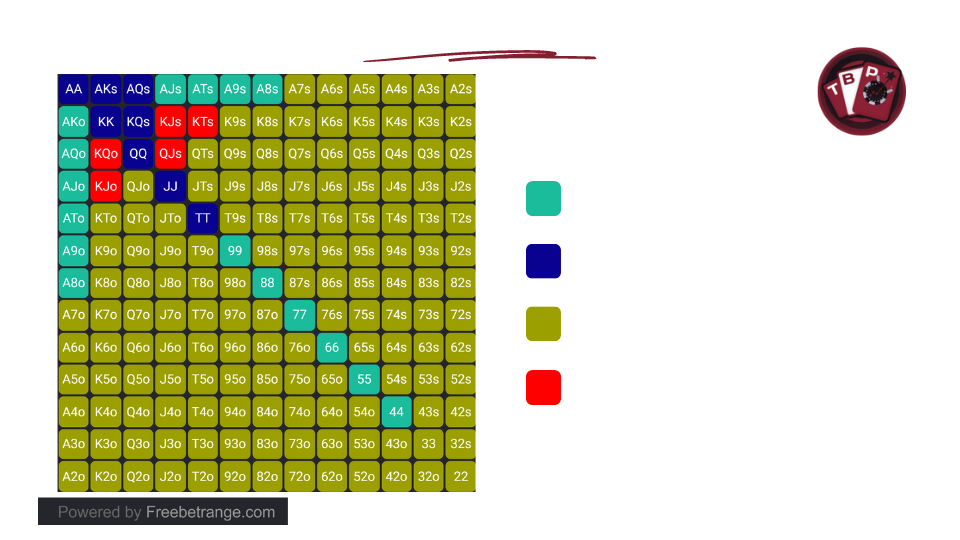 T B P
AA AKs AQs AJs ATs A9s A8s A7s A6s A5s A4s A3s A2s
AKo KK KQs KJs KTs K9s K8s K7s K6s K5s K4s K3s K2s
AQo KQo QQ QJs QTs Q9s Q8s Q7s Q6s Q5s Q4s Q3s Q2s
AJo KJo QJo JJ JTs J9s J8s J7s J6s J5s J4s J3s J2s
ATo KTo QTo JTo TT T9s T8s T7s T6s T5s T4s T3s T2s
A9o K9o Q9o J9o T9o 99 98s 97s 96s 95s 94s 93s 92s
A8o K8o Q8o J8o T8o 98o 88 87s 86s 85s 84s 83s 82s
A7o K7o Q7o J7o T7o 97o 87o 77 76s 75s 74s 73s 72s
A6o K6o Q6o J6o T6o 96o 86o 76o 66 65s 64s 63s 62s
A5o K5o Q5o J5o T5o 95o 85o 75o 65o 55 54s 53s 52s
A4o K4o Q4o J4o T4o 94o 84o 74o 64o 54o 44 43s 42s
A3o K3o Q3o J3o T3o 93o 83o 73o 63o 53o 43o 33 32s
A2o K2o Q2o J2o T2o 92o 82o 72o 62o 52o 42o 32o 22
Powered by Freebetrange.com